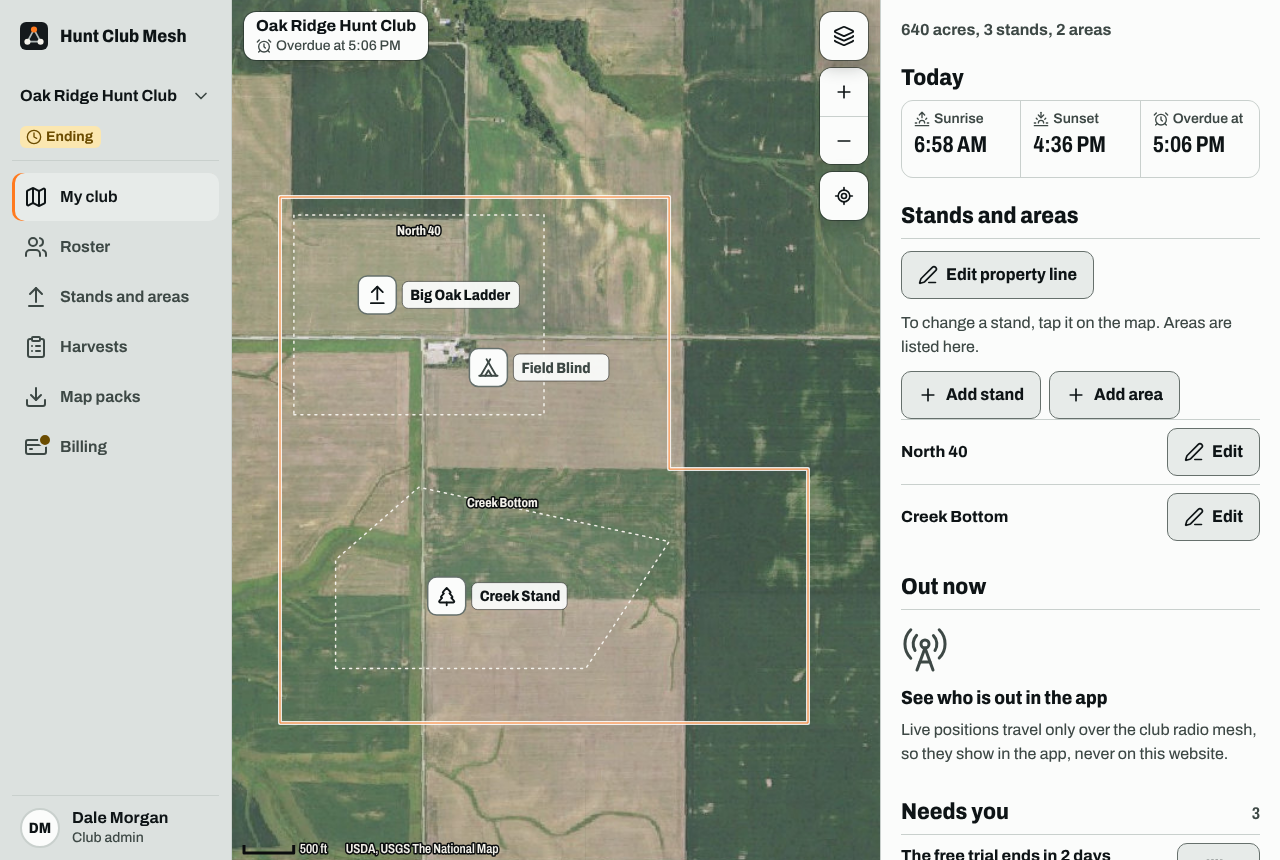 Hunt Club Mesh
Oak Ridge Hunt Club
Ending
My club
Roster
Stands and areas
Harvests
Map packs
Billing
DM
Dale Morgan
Club admin
Oak Ridge Hunt Club
Overdue at 5:06 PM
North 40
Big Oak Ladder
Field Blind
Creek Bottom
Creek Stand
500 ft
USDA, USGS The National Map
640 acres, 3 stands, 2 areas
Today
Sunrise
6:58 AM
Sunset
4:36 PM
Overdue at
5:06 PM
Stands and areas
Edit property line
To change a stand, tap it on the map. Areas are
listed here.
Add stand
Add area
North 40
Edit
Creek Bottom
Edit
Out now
See who is out in the app
Live positions travel only over the club radio mesh,
so they show in the app, never on this website.
Needs you
3
The free trial ends in 2 days